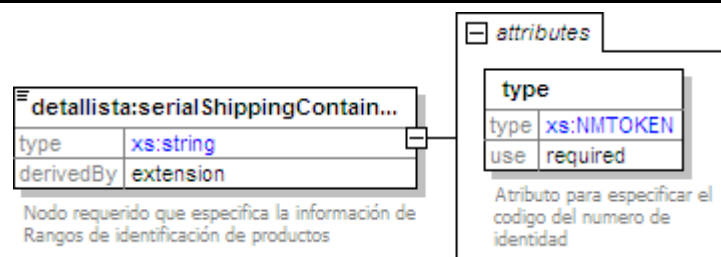 attributes
detallista:serialShippingContain...
type xs:string
derivedBy extension
Nodo requerido que especifica la información de
Rangos de identificación de productos
type
type xs:NMTOKEN
use required
Atributo para especificar el
codigo del numero de
identidad